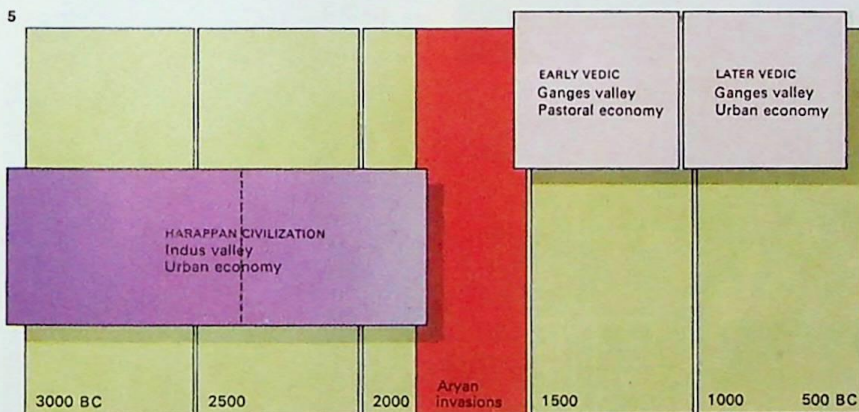 5
EARLY VEDIC
Ganges valley
Pastoral economy
LATER VEDIC
Ganges valley
Urban economy
HARAPPAN CIVILIZATION
Indus valley
Urban economy
3000 BC
2500
2000
Aryan
invasions
1500
1000
500 BC